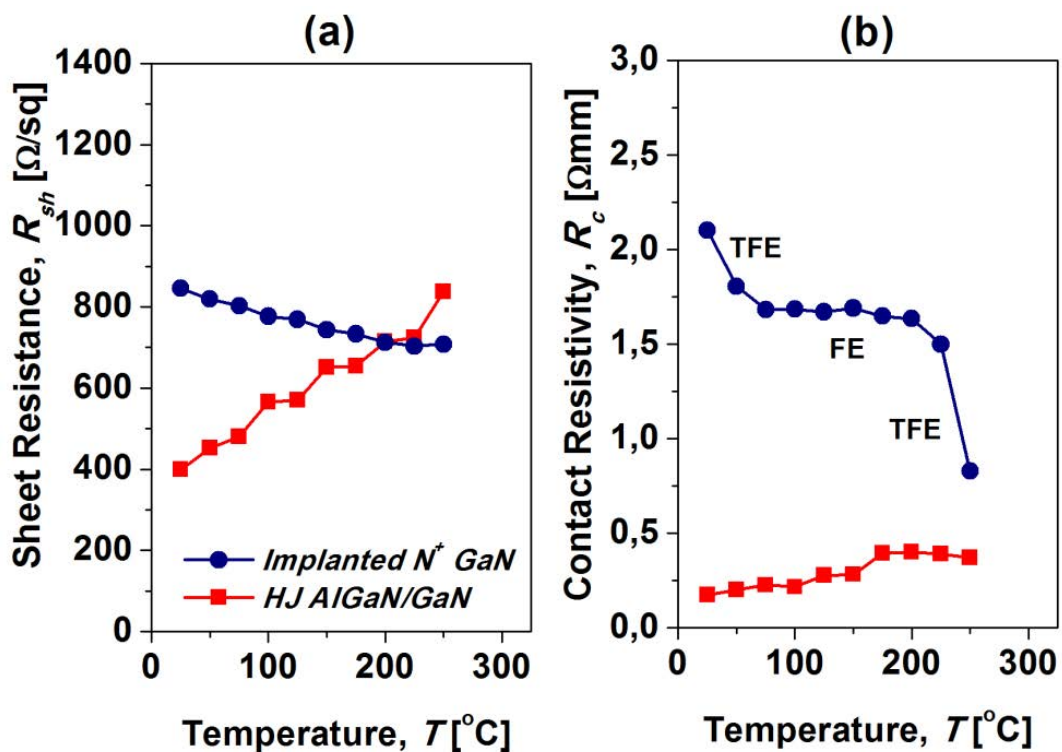 (a)
1400
1200
1000
800
600
400
200
0
0 100 200 300
Sheet Resistance, R_sh [Ω/sq]
Temperature, T [°C]
Implanted N⁺ GaN
HJ AlGaN/GaN
(b)
3,0
2,5
2,0
1,5
1,0
0,5
0,0
0 100 200 300
Contact Resistivity, R_c [Ωmm]
Temperature, T [°C]
TFE
FE
TFE